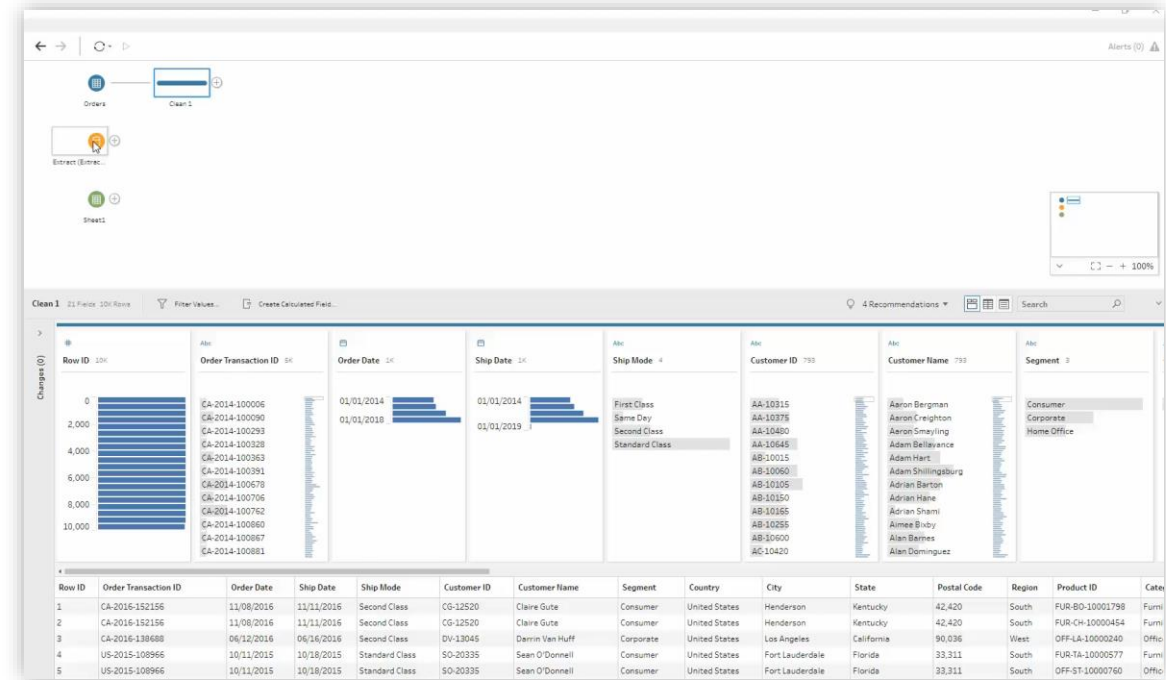 Alerts (0)
Orders
Clean 1
Extract (Extrac...
Sheet1
100%
Clean 1 21 Fields 10K Rows Filter Values... Create Calculated Field... 4 Recommendations Search
Changes (0)
Abc Abc Abc Abc Abc
Row ID 10K Order Transaction ID 5K Order Date 1K Ship Date 1K Ship Mode 4 Customer ID 793 Customer Name 793 Segment 3
0
2,000
4,000
6,000
8,000
10,000
CA-2014-100006
CA-2014-100090
CA-2014-100293
CA-2014-100328
CA-2014-100363
CA-2014-100391
CA-2014-100678
CA-2014-100706
CA-2014-100762
CA-2014-100860
CA-2014-100867
CA-2014-100881
01/01/2014
01/01/2018
01/01/2014
01/01/2019
First Class
Same Day
Second Class
Standard Class
AA-10315
AA-10375
AA-10480
AA-10645
AB-10015
AB-10060
AB-10105
AB-10150
AB-10165
AB-10255
AB-10600
AC-10420
Aaron Bergman
Aaron Creighton
Aaron Smayling
Adam Bellavance
Adam Hart
Adam Shillingsburg
Adrian Barton
Adrian Hane
Adrian Shami
Aimee Bixby
Alan Barnes
Alan Dominguez
Consumer
Corporate
Home Office
Row ID Order Transaction ID Order Date Ship Date Ship Mode Customer ID Customer Name Segment Country City State Postal Code Region Product ID Cate
1 CA-2016-152156 11/08/2016 11/11/2016 Second Class CG-12520 Claire Gute Consumer United States Henderson Kentucky 42,420 South FUR-BO-10001798 Furni
2 CA-2016-152156 11/08/2016 11/11/2016 Second Class CG-12520 Claire Gute Consumer United States Henderson Kentucky 42,420 South FUR-CH-10000454 Furni
3 CA-2016-138688 06/12/2016 06/16/2016 Second Class DV-13045 Darrin Van Huff Corporate United States Los Angeles California 90,036 West OFF-LA-10000240 Offic
4 US-2015-108966 10/11/2015 10/18/2015 Standard Class SO-20335 Sean O'Donnell Consumer United States Fort Lauderdale Florida 33,311 South FUR-TA-10000577 Furni
5 US-2015-108966 10/11/2015 10/18/2015 Standard Class SO-20335 Sean O'Donnell Consumer United States Fort Lauderdale Florida 33,311 South OFF-ST-10000760 Offic